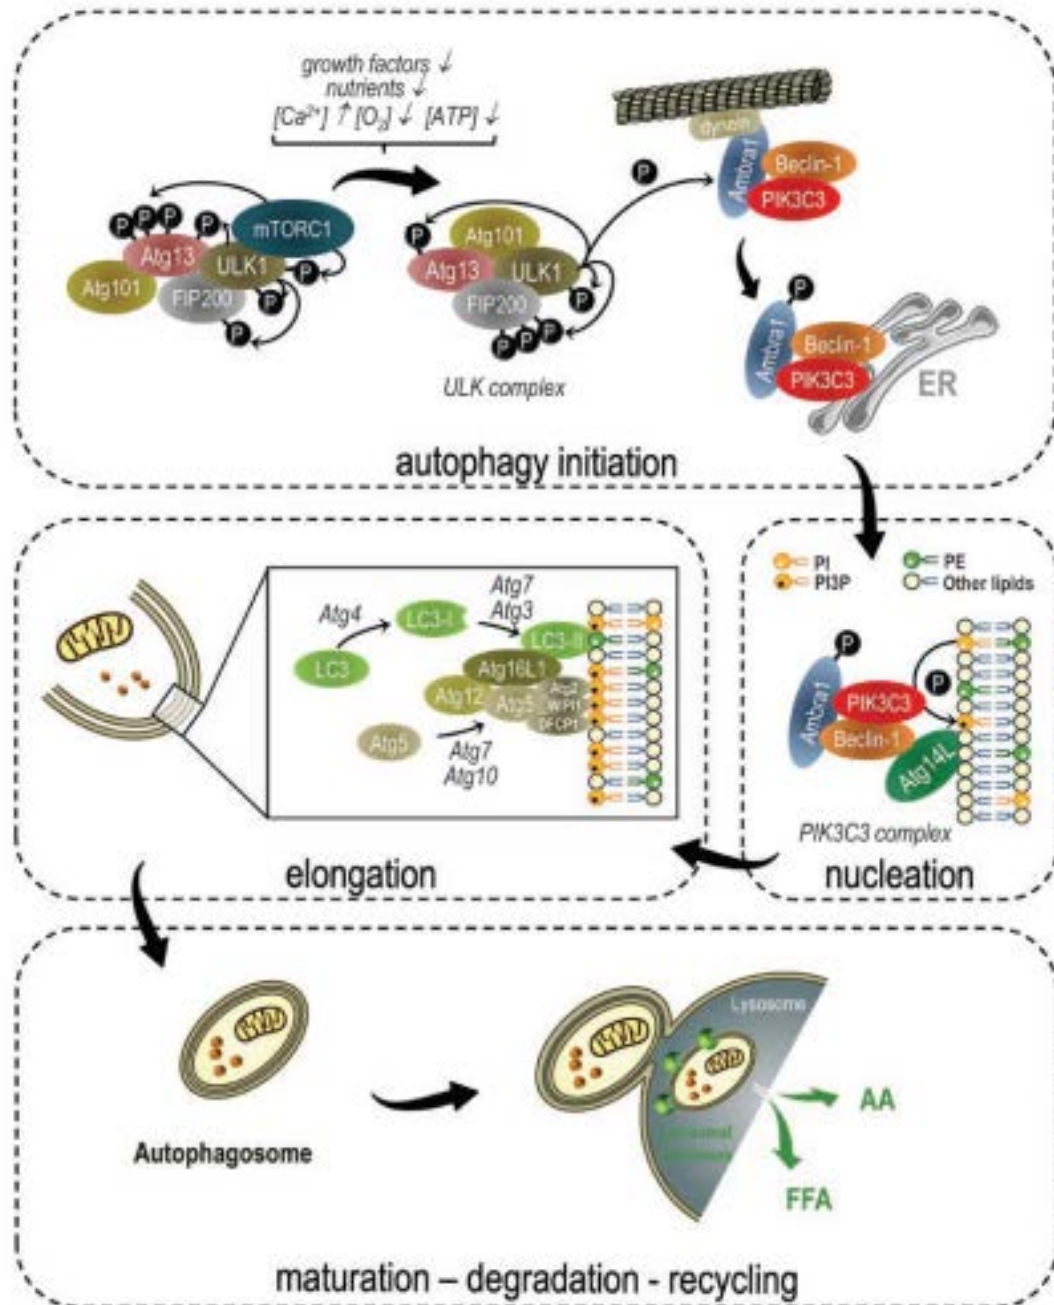 growth factors ↓
nutrients ↓
[Ca²⁺] ↑ [O₂] ↓ [ATP] ↓
dynein
Ambra1
Beclin-1
PIK3C3
P
P P P P
mTORC1
Atg13
ULK1
P
Atg101
FIP200
P
P
P
Atg101
Atg13
ULK1
FIP200
P
P P P
ULK complex
P
Ambra1
Beclin-1
PIK3C3
ER
autophagy initiation
Atg7
Atg4
LC3-I
Atg3
LC3
LC3-II
Atg16L1
Atg12
Atg5
Atg2
WIPI1
DFCP1
Atg5
Atg7
Atg10
elongation
PI
PE
PI3P
Other lipids
P
Ambra1
PIK3C3
P
Beclin-1
Atg14L
PIK3C3 complex
nucleation
Autophagosome
Lysosome
AA
FFA
maturation – degradation - recycling